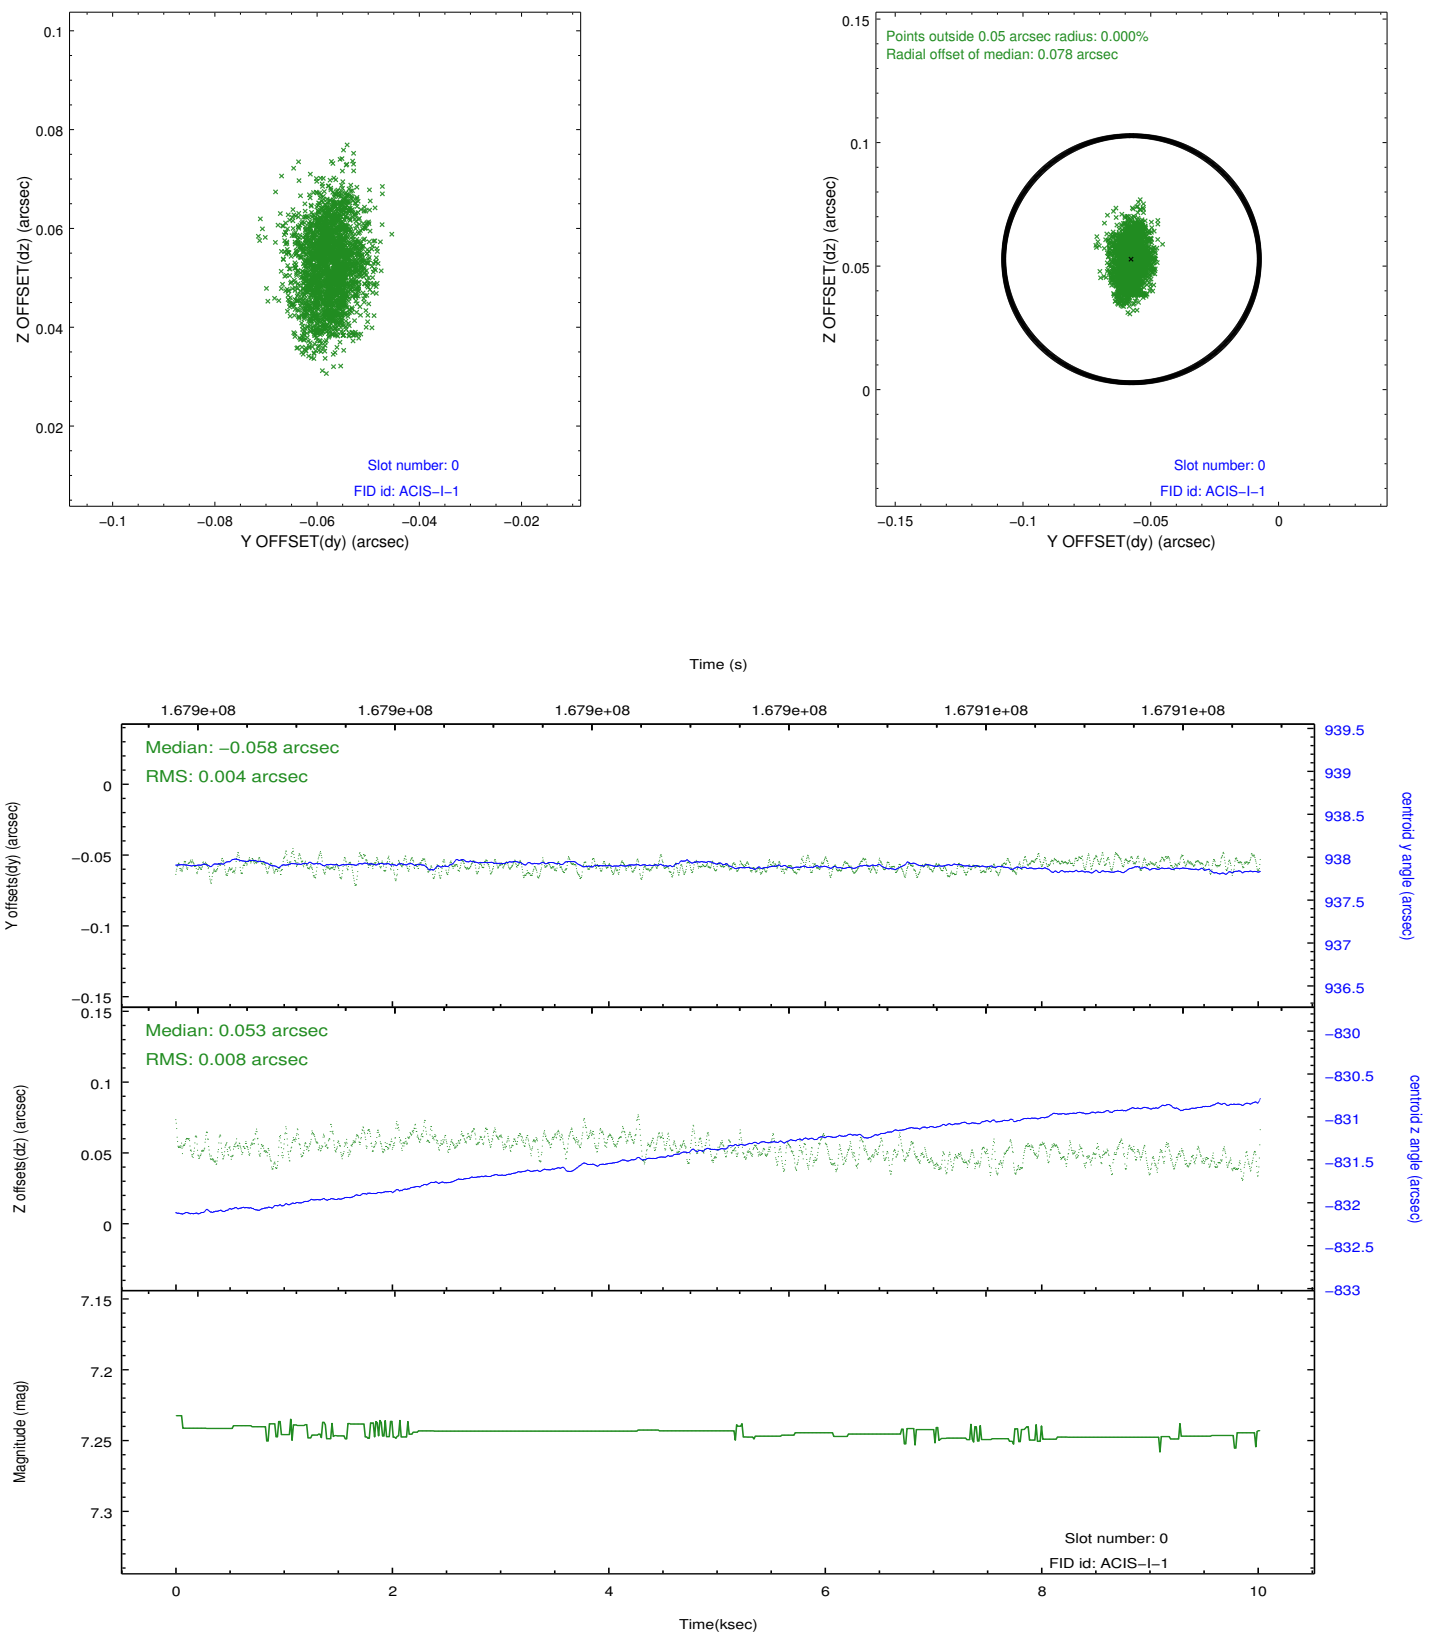 0.1
0.08
0.06
0.04
0.02
Z OFFSET(dz) (arcsec)
Slot number: 0
FID id: ACIS−I−1
−0.1
−0.08
−0.06
−0.04
−0.02
Y OFFSET(dy) (arcsec)
Points outside 0.05 arcsec radius: 0.000%
Radial offset of median: 0.078 arcsec
0.15
0.1
0.05
0
Z OFFSET(dz) (arcsec)
Slot number: 0
FID id: ACIS−I−1
−0.15
−0.1
−0.05
0
Y OFFSET(dy) (arcsec)
Time (s)
1.679e+08
1.679e+08
1.679e+08
1.679e+08
1.6791e+08
1.6791e+08
Median: −0.058 arcsec
RMS: 0.004 arcsec
0
−0.05
−0.1
−0.15
Y offsets(dy) (arcsec)
939.5
939
938.5
938
937.5
937
936.5
centroid y angle (arcsec)
Median: 0.053 arcsec
RMS: 0.008 arcsec
0.15
0.1
0.05
0
Z offsets(dz) (arcsec)
−830
−830.5
−831
−831.5
−832
−832.5
−833
centroid z angle (arcsec)
7.15
7.2
7.25
7.3
Magnitude (mag)
Slot number: 0
FID id: ACIS−I−1
0
2
4
6
8
10
Time(ksec)